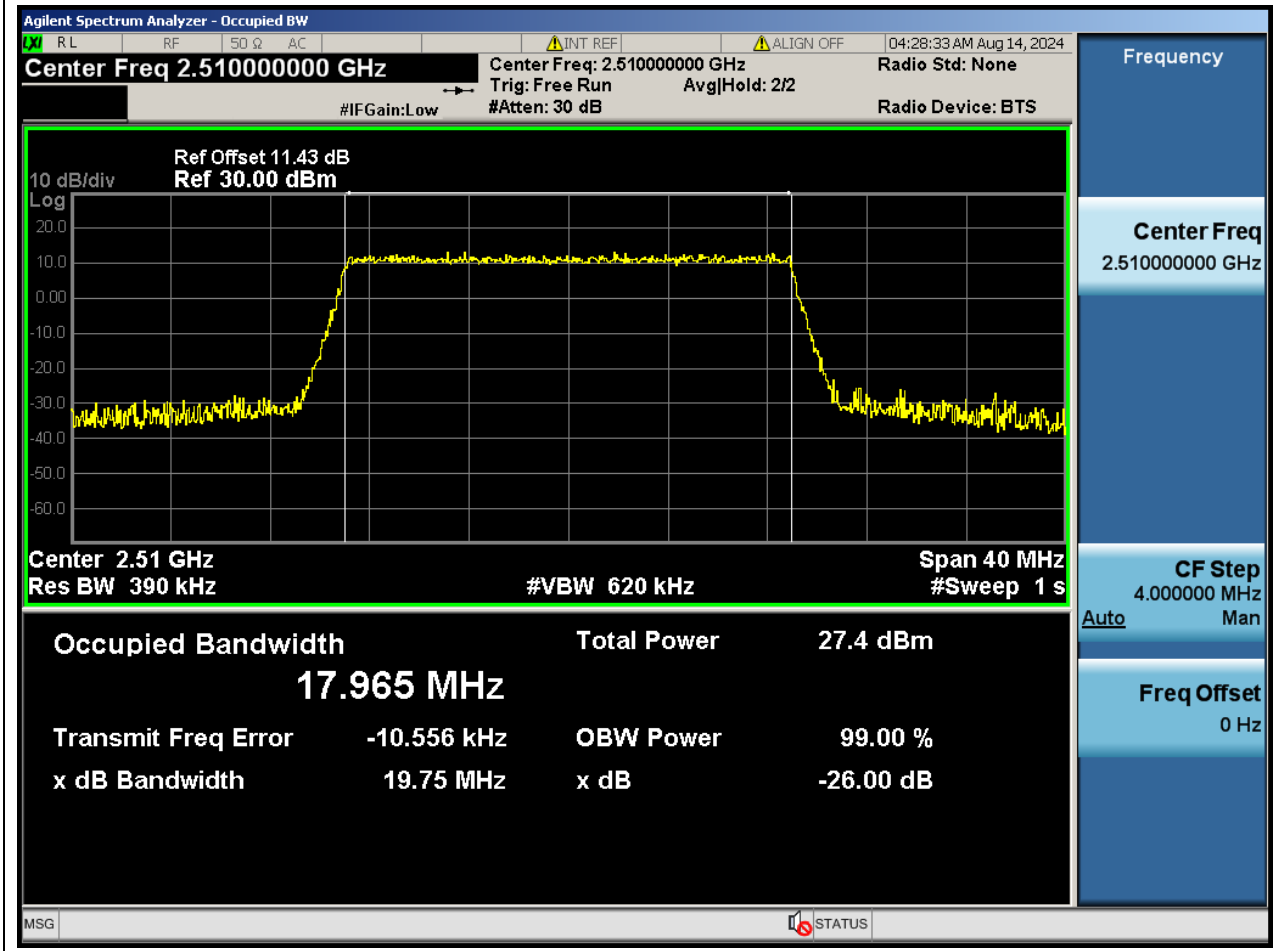 Agilent Spectrum Analyzer - Occupied BW
LXI RL RF 50 Ω AC INT REF ALIGN OFF 04:28:33 AM Aug 14, 2024
Center Freq 2.510000000 GHz
Center Freq: 2.510000000 GHz
Radio Std: None
Trig: Free Run Avg|Hold: 2/2
#IFGain:Low
#Atten: 30 dB
Radio Device: BTS
Ref Offset 11.43 dB
10 dB/div Ref 30.00 dBm
Log
20.0
10.0
0.00
-10.0
-20.0
-30.0
-40.0
-50.0
-60.0
Center 2.51 GHz Span 40 MHz
Res BW 390 kHz #VBW 620 kHz #Sweep 1 s
Occupied Bandwidth Total Power 27.4 dBm
17.965 MHz
Transmit Freq Error -10.556 kHz OBW Power 99.00 %
x dB Bandwidth 19.75 MHz x dB -26.00 dB
Frequency
Center Freq
2.510000000 GHz
CF Step
4.000000 MHz
Auto Man
Freq Offset
0 Hz
MSG STATUS